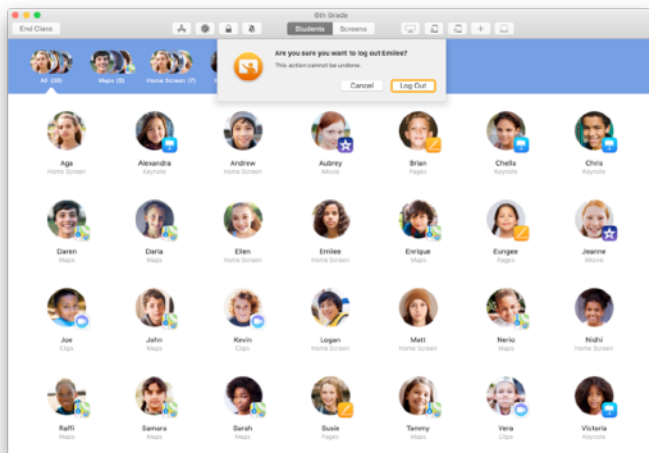 6th Grade
End Class
Students Screens
Are you sure you want to log out Emilee?
This action cannot be undone.
Cancel Log Out
All (30) Maps (9) Home Screen (7)
Aga Alexandra Andrew Aubrey Brian Chella Chris
Home Screen Keynote Home Screen iMovie Pages Keynote Keynote
Daren Daria Ellen Emilee Enrique Eungee Jeanne
Maps Maps Home Screen Home Screen Maps Pages iMovie
Joe John Kevin Logan Matt Nerio Nidhi
Clips Maps Clips Home Screen Home Screen Maps Home Screen
Raffi Samara Sarah Susie Tammy Vera Victoria
Maps Maps Maps Pages Maps Clips Keynote